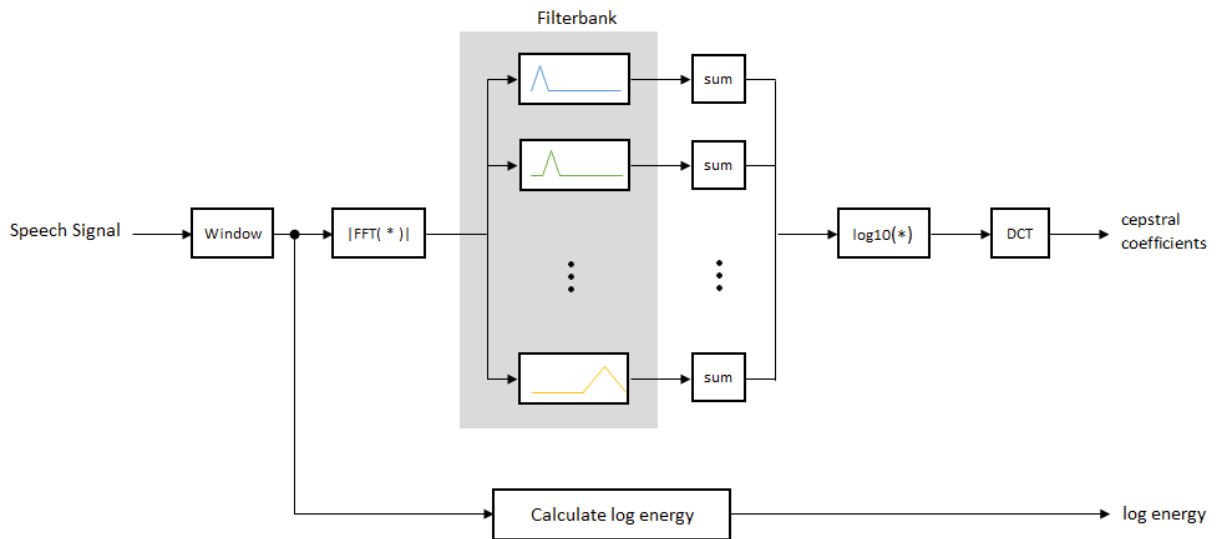 Filterbank
sum
sum
Speech Signal
Window
|FFT( * )|
log10(*)
DCT
cepstral
coefficients
sum
Calculate log energy
log energy